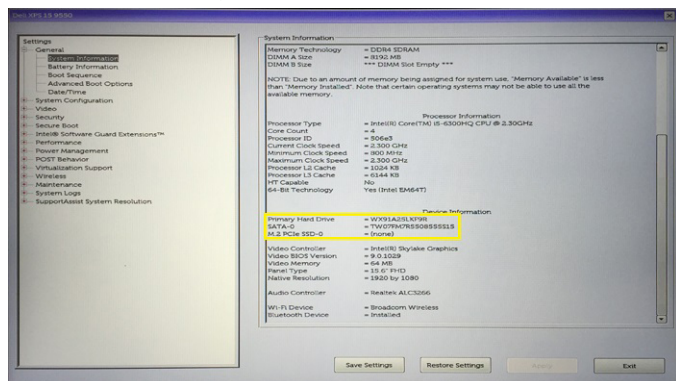 Dell XPS 15 9550
Settings
General
System Information
Battery Information
Boot Sequence
Advanced Boot Options
Date/Time
System Configuration
Video
Security
Secure Boot
Intel® Software Guard Extensions™
Performance
Power Management
POST Behavior
Virtualization Support
Wireless
Maintenance
System Logs
SupportAssist System Resolution
System Information
Memory Technology = DDR4 SDRAM
DIMM A Size = 8192 MB
DIMM B Size *** DIMM Slot Empty ***
NOTE: Due to an amount of memory being assigned for system use, "Memory Available" is less
than "Memory Installed". Note that certain operating systems may not be able to use all the
available memory.
Processor Information
Processor Type = Intel(R) Core(TM) i5-6300HQ CPU @ 2.30GHz
Core Count = 4
Processor ID = 506e3
Current Clock Speed = 2.300 GHz
Minimum Clock Speed = 800 MHz
Maximum Clock Speed = 2.300 GHz
Processor L2 Cache = 1024 KB
Processor L3 Cache = 6144 KB
HT Capable No
64-Bit Technology Yes (Intel EM64T)
Device Information
Primary Hard Drive
SATA-0
M.2 PCIe SSD-0 = (none)
Video Controller = Intel(R) Skylake Graphics
Video BIOS Version = 9.0.1029
Video Memory = 64 MB
Panel Type = 15.6" FHD
Native Resolution = 1920 by 1080
Audio Controller = Realtek ALC3266
Wi-Fi Device = Broadcom Wireless
Bluetooth Device = Installed
Save Settings
Restore Settings
Apply
Exit